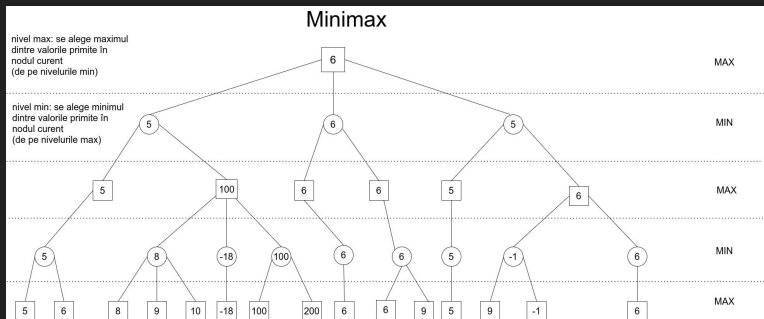 Minimax
nivel max: se alege maximul
dintre valorile primite în
nodul curent
(de pe nivelurile min)
6
MAX
nivel min: se alege minimul
dintre valorile primite în
nodul curent
(de pe nivelurile max)
5 6 5
MIN
5 100 6 6 5 6
MAX
5 8 -18 100 6 6 5 -1 6
MIN
5 6 8 9 10 -18 100 200 6 6 9 5 9 -1 6
MAX